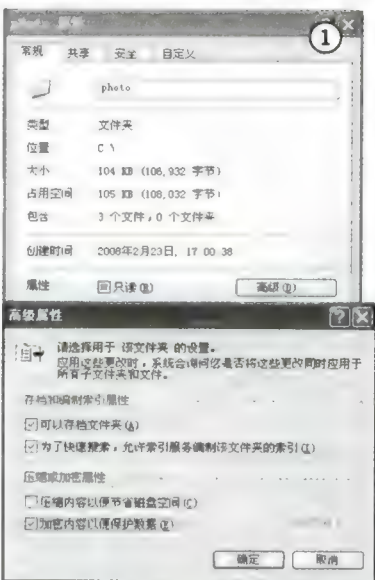 ①
常规 共享 安全 自定义
photo
类型 文件夹
位置 C \
大小 104 KB (106,932 字节)
占用空间 105 KB (108,032 字节)
包含 3 个文件，0 个文件夹
创建时间 2008年2月23日，17 00 38
属性 只读(R) 高级(D)
高级属性
请选择用于 该文件夹 的设置。
应用这些更改时，系统会询问您是否将这些更改同时应用于
所有子文件夹和文件。
存档和编制索引属性
可以存档文件夹(A)
为了快速搜索，允许索引服务编制该文件夹的索引(I)
压缩或加密属性
压缩内容以便节省磁盘空间(C)
加密内容以便保护数据(E)
确定 取消